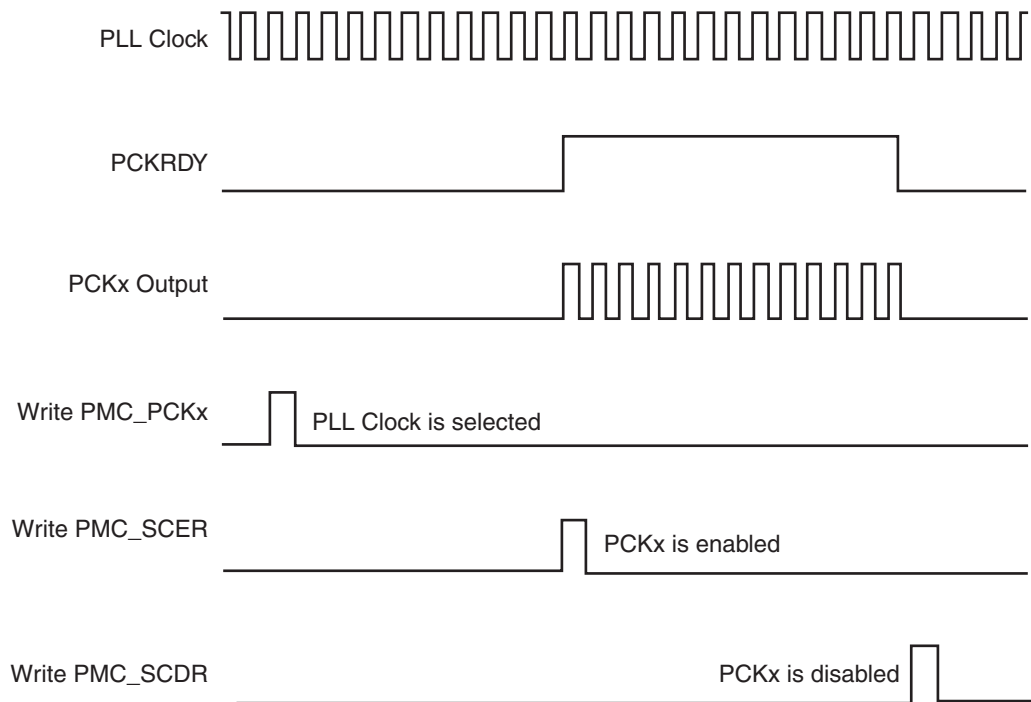 PLL Clock
PCKRDY
PCKx Output
Write PMC_PCKx
PLL Clock is selected
Write PMC_SCER
PCKx is enabled
Write PMC_SCDR
PCKx is disabled